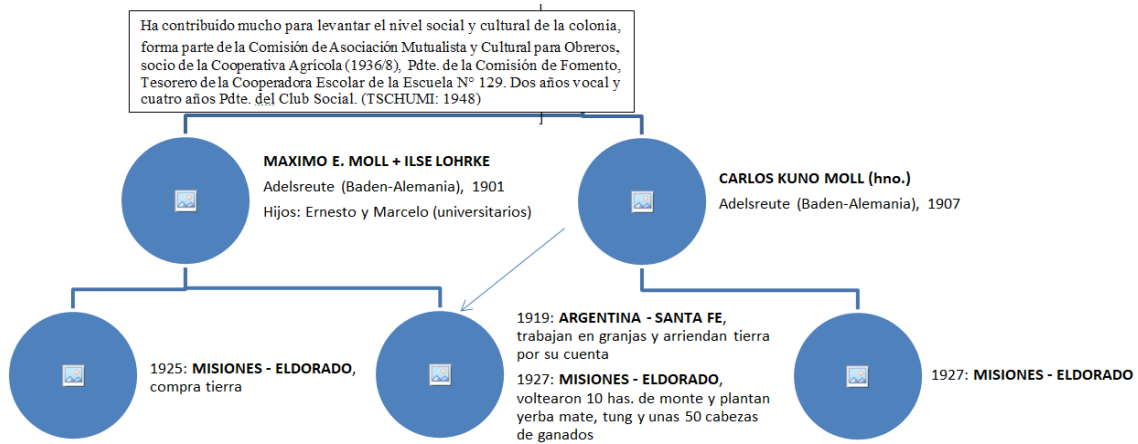 Ha contribuido mucho para levantar el nivel social y cultural de la colonia,
forma parte de la Comisión de Asociación Mutualista y Cultural para Obreros,
socio de la Cooperativa Agrícola (1936/8), Pdte. de la Comisión de Fomento,
Tesorero de la Cooperadora Escolar de la Escuela N° 129. Dos años vocal y
cuatro años Pdte. del Club Social. (TSCHUMI: 1948)
MAXIMO E. MOLL + ILSE LOHRKE
Adelsreute (Baden-Alemania), 1901
Hijos: Ernesto y Marcelo (universitarios)
CARLOS KUNO MOLL (hno.)
Adelsreute (Baden-Alemania), 1907
1925: MISIONES - ELDORADO,
compra tierra
1919: ARGENTINA - SANTA FE,
trabajan en granjas y arriendan tierra
por su cuenta
1927: MISIONES - ELDORADO,
voltearon 10 has. de monte y plantan
yerba mate, tung y unas 50 cabezas
de ganados
1927: MISIONES - ELDORADO